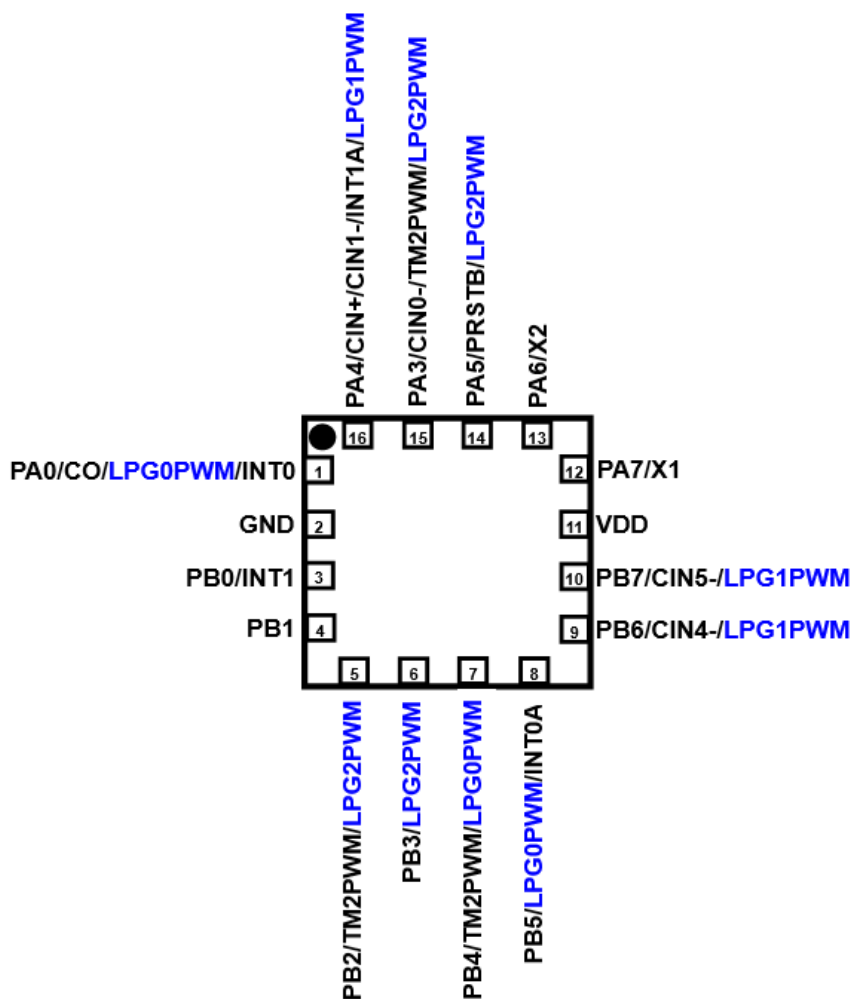 PA4/CIN+/CIN1-/INT1A/LPG1PWM
PA3/CIN0-/TM2PWM/LPG2PWM
PA5/PRSTB/LPG2PWM
PA6/X2
16
15
14
13
PA0/CO/LPG0PWM/INT0
1
12
PA7/X1
GND
2
11
VDD
PB0/INT1
3
10
PB7/CIN5-/LPG1PWM
PB1
4
9
PB6/CIN4-/LPG1PWM
5
6
7
8
PB2/TM2PWM/LPG2PWM
PB3/LPG2PWM
PB4/TM2PWM/LPG0PWM
PB5/LPG0PWM/INT0A